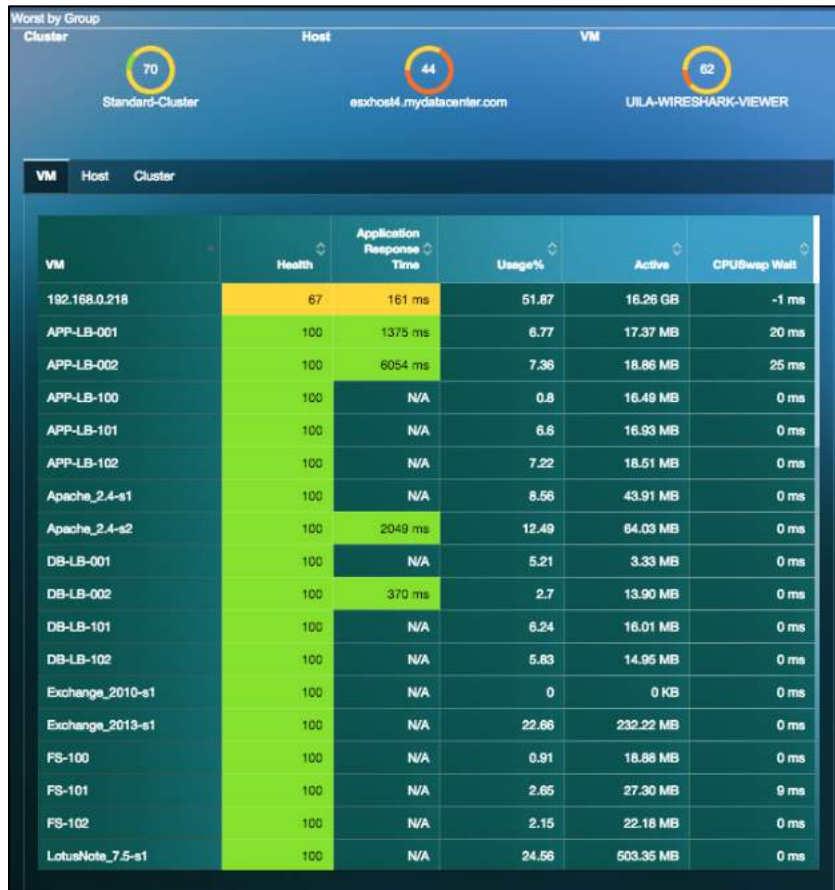 Worst by Group
Cluster Host VM
70 44 62
Standard-Cluster esxhost4.mydatacenter.com UILA-WIRESHARK-VIEWER
VM Host Cluster
VM Health Application Response Time Usage% Active CPUSwap Wait
192.168.0.218 67 161 ms 51.87 16.26 GB -1 ms
APP-LB-001 100 1375 ms 6.77 17.37 MB 20 ms
APP-LB-002 100 6054 ms 7.36 18.86 MB 25 ms
APP-LB-100 100 N/A 0.8 16.49 MB 0 ms
APP-LB-101 100 N/A 6.6 16.93 MB 0 ms
APP-LB-102 100 N/A 7.22 18.51 MB 0 ms
Apache_2.4-s1 100 N/A 8.56 43.91 MB 0 ms
Apache_2.4-s2 100 2049 ms 12.49 64.03 MB 0 ms
DB-LB-001 100 N/A 5.21 3.33 MB 0 ms
DB-LB-002 100 370 ms 2.7 13.90 MB 0 ms
DB-LB-101 100 N/A 6.24 16.01 MB 0 ms
DB-LB-102 100 N/A 5.83 14.95 MB 0 ms
Exchange_2010-s1 100 N/A 0 0 KB 0 ms
Exchange_2013-s1 100 N/A 22.66 232.22 MB 0 ms
FS-100 100 N/A 0.91 18.88 MB 0 ms
FS-101 100 N/A 2.65 27.30 MB 9 ms
FS-102 100 N/A 2.15 22.18 MB 0 ms
LotusNote_7.5-s1 100 N/A 24.56 503.35 MB 0 ms